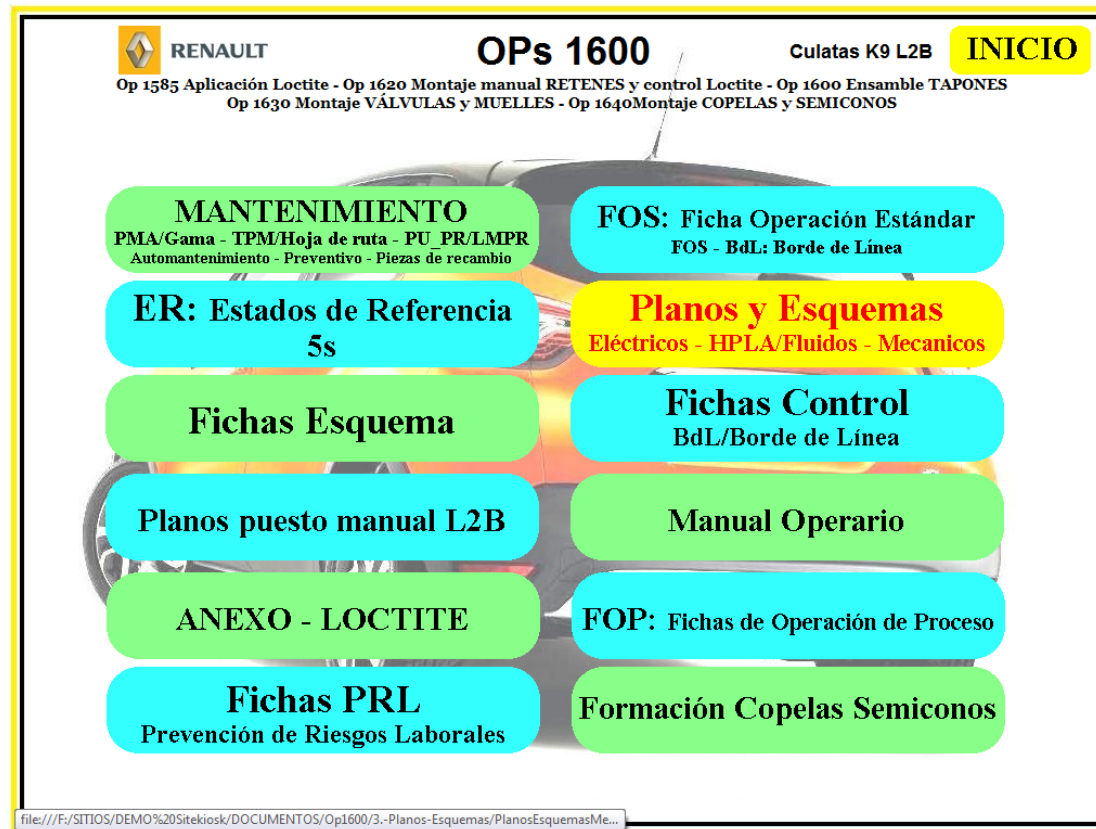 RENAULT
OPs 1600
Culatas K9 L2B
INICIO
Op 1585 Aplicación Loctite - Op 1620 Montaje manual RETENES y control Loctite - Op 1600 Ensamble TAPONES
Op 1630 Montaje VÁLVULAS y MUELLES - Op 1640Montaje COPELAS y SEMICONOS
MANTENIMIENTO
PMA/Gama - TPM/Hoja de ruta - PU_PR/LMPR
Automantenimiento - Preventivo - Piezas de recambio
FOS: Ficha Operación Estándar
FOS - BdL: Borde de Línea
ER: Estados de Referencia
5s
Planos y Esquemas
Eléctricos - HPLA/Fluidos - Mecanicos
Fichas Esquema
Fichas Control
BdL/Borde de Línea
Planos puesto manual L2B
Manual Operario
ANEXO - LOCTITE
FOP: Fichas de Operación de Proceso
Fichas PRL
Prevención de Riesgos Laborales
Formación Copelas Semiconos
file:///F:/SITIOS/DEMO%20Sitekiosk/DOCUMENTOS/Op1600/3.-Planos-Esquemas/PlanosEsquemasMe...